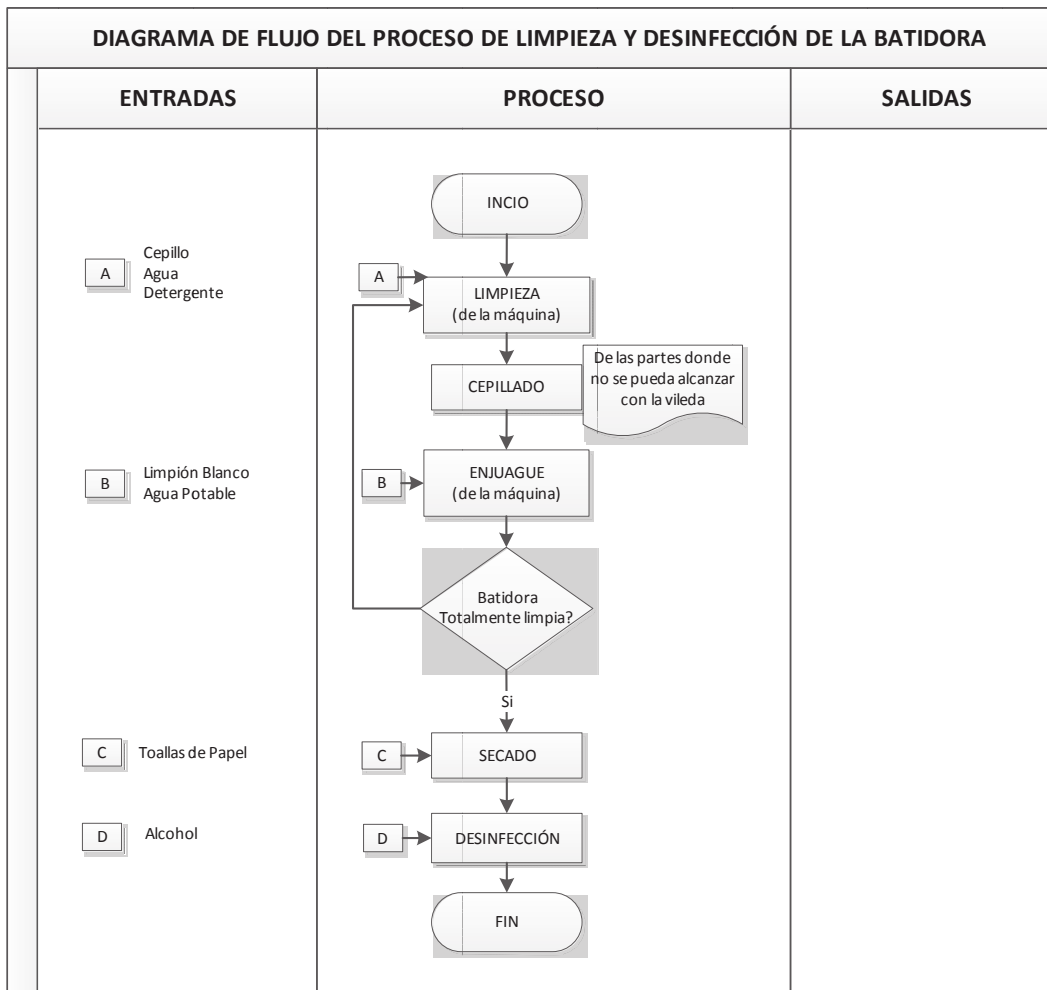 DIAGRAMA DE FLUJO DEL PROCESO DE LIMPIEZA Y DESINFECCIÓN DE LA BATIDORA
ENTRADAS
PROCESO
SALIDAS
INCIO
A
Cepillo
Agua
Detergente
A
LIMPIEZA
(de la máquina)
CEPILLADO
De las partes donde
no se pueda alcanzar
con la vileda
B
Limpión Blanco
Agua Potable
B
ENJUAGUE
(de la máquina)
Batidora
Totalmente limpia?
Si
C
Toallas de Papel
C
SECADO
D
Alcohol
D
DESINFECCIÓN
FIN